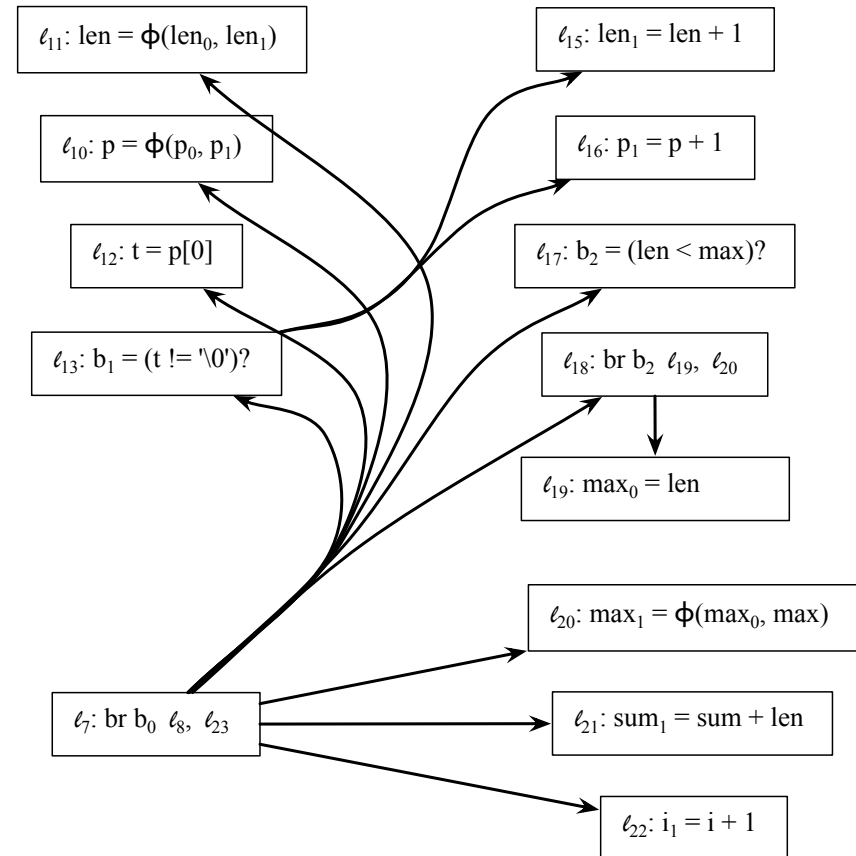 ℓ₁₁: len = ɸ(len₀, len₁)
ℓ₁₅: len₁ = len + 1
ℓ₁₀: p = ɸ(p₀, p₁)
ℓ₁₆: p₁ = p + 1
ℓ₁₂: t = p[0]
ℓ₁₇: b₂ = (len < max)?
ℓ₁₃: b₁ = (t != '\0')?
ℓ₁₈: br b₂ ℓ₁₉, ℓ₂₀
ℓ₁₉: max₀ = len
ℓ₂₀: max₁ = ɸ(max₀, max)
ℓ₇: br b₀ ℓ₈, ℓ₂₃
ℓ₂₁: sum₁ = sum + len
ℓ₂₂: i₁ = i + 1